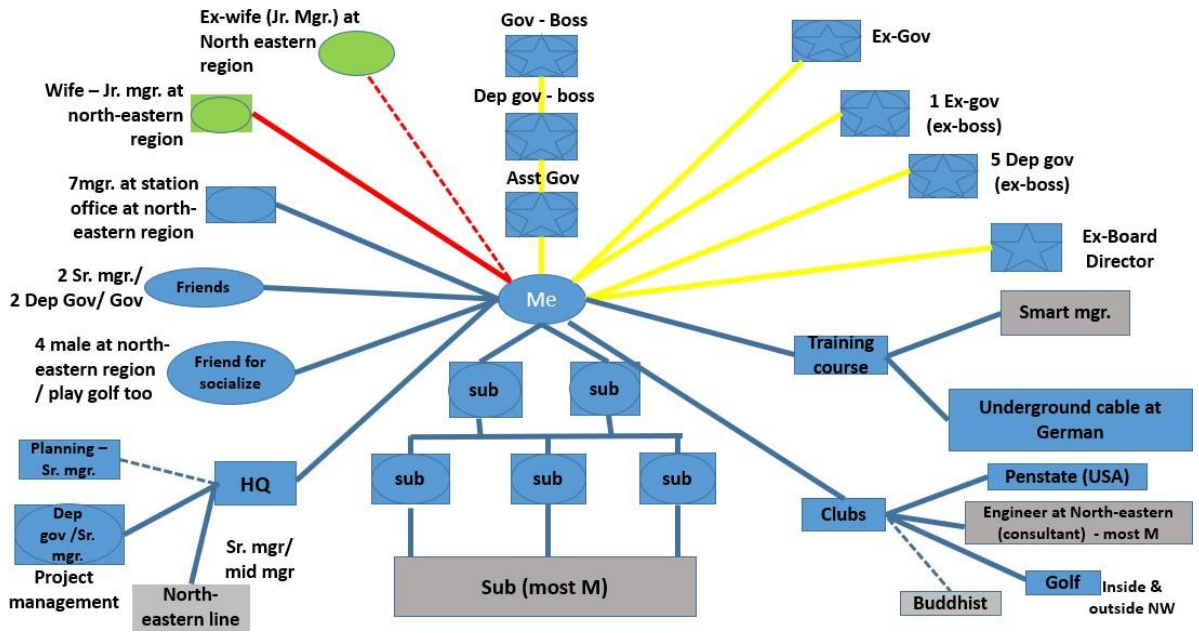 Ex-wife (Jr. Mgr.) at
North eastern
region
Gov - Boss
Ex-Gov
Wife – Jr. mgr. at
north-eastern
region
Dep gov - boss
1 Ex-gov
(ex-boss)
7mgr. at station
office at north-
eastern region
Asst Gov
5 Dep gov
(ex-boss)
Ex-Board
Director
2 Sr. mgr./
2 Dep Gov/ Gov
Friends
Me
Smart mgr.
4 male at north-
eastern region
/ play golf too
Friend for
socialize
Training
course
sub
sub
Underground cable at
German
Planning –
Sr. mgr.
HQ
sub
sub
sub
Penstate (USA)
Dep
gov /Sr.
mgr.
Project
management
Sr. mgr/
mid mgr
Clubs
Engineer at North-eastern
(consultant)  - most M
North-
eastern line
Sub (most M)
Golf
Inside &
outside NW
Buddhist